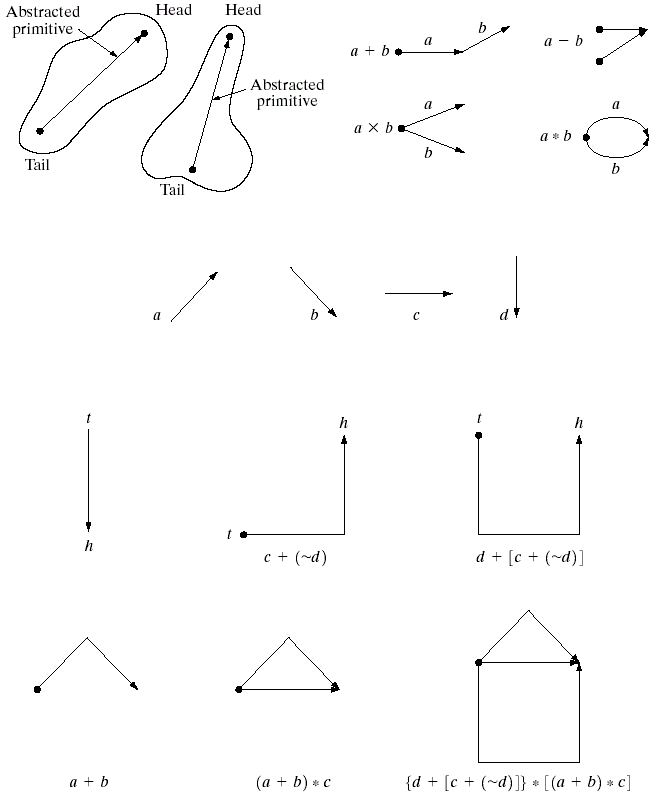 Abstracted
primitive
Head
Tail
Head
Abstracted
primitive
Tail
a + b
a
b
a − b
a × b
a
b
a * b
a
b
a
b
c
d
t
h
t
h
c + (~d)
t
h
d + [c + (~d)]
a + b
(a + b) * c
{d + [c + (~d)]} * [(a + b) * c]